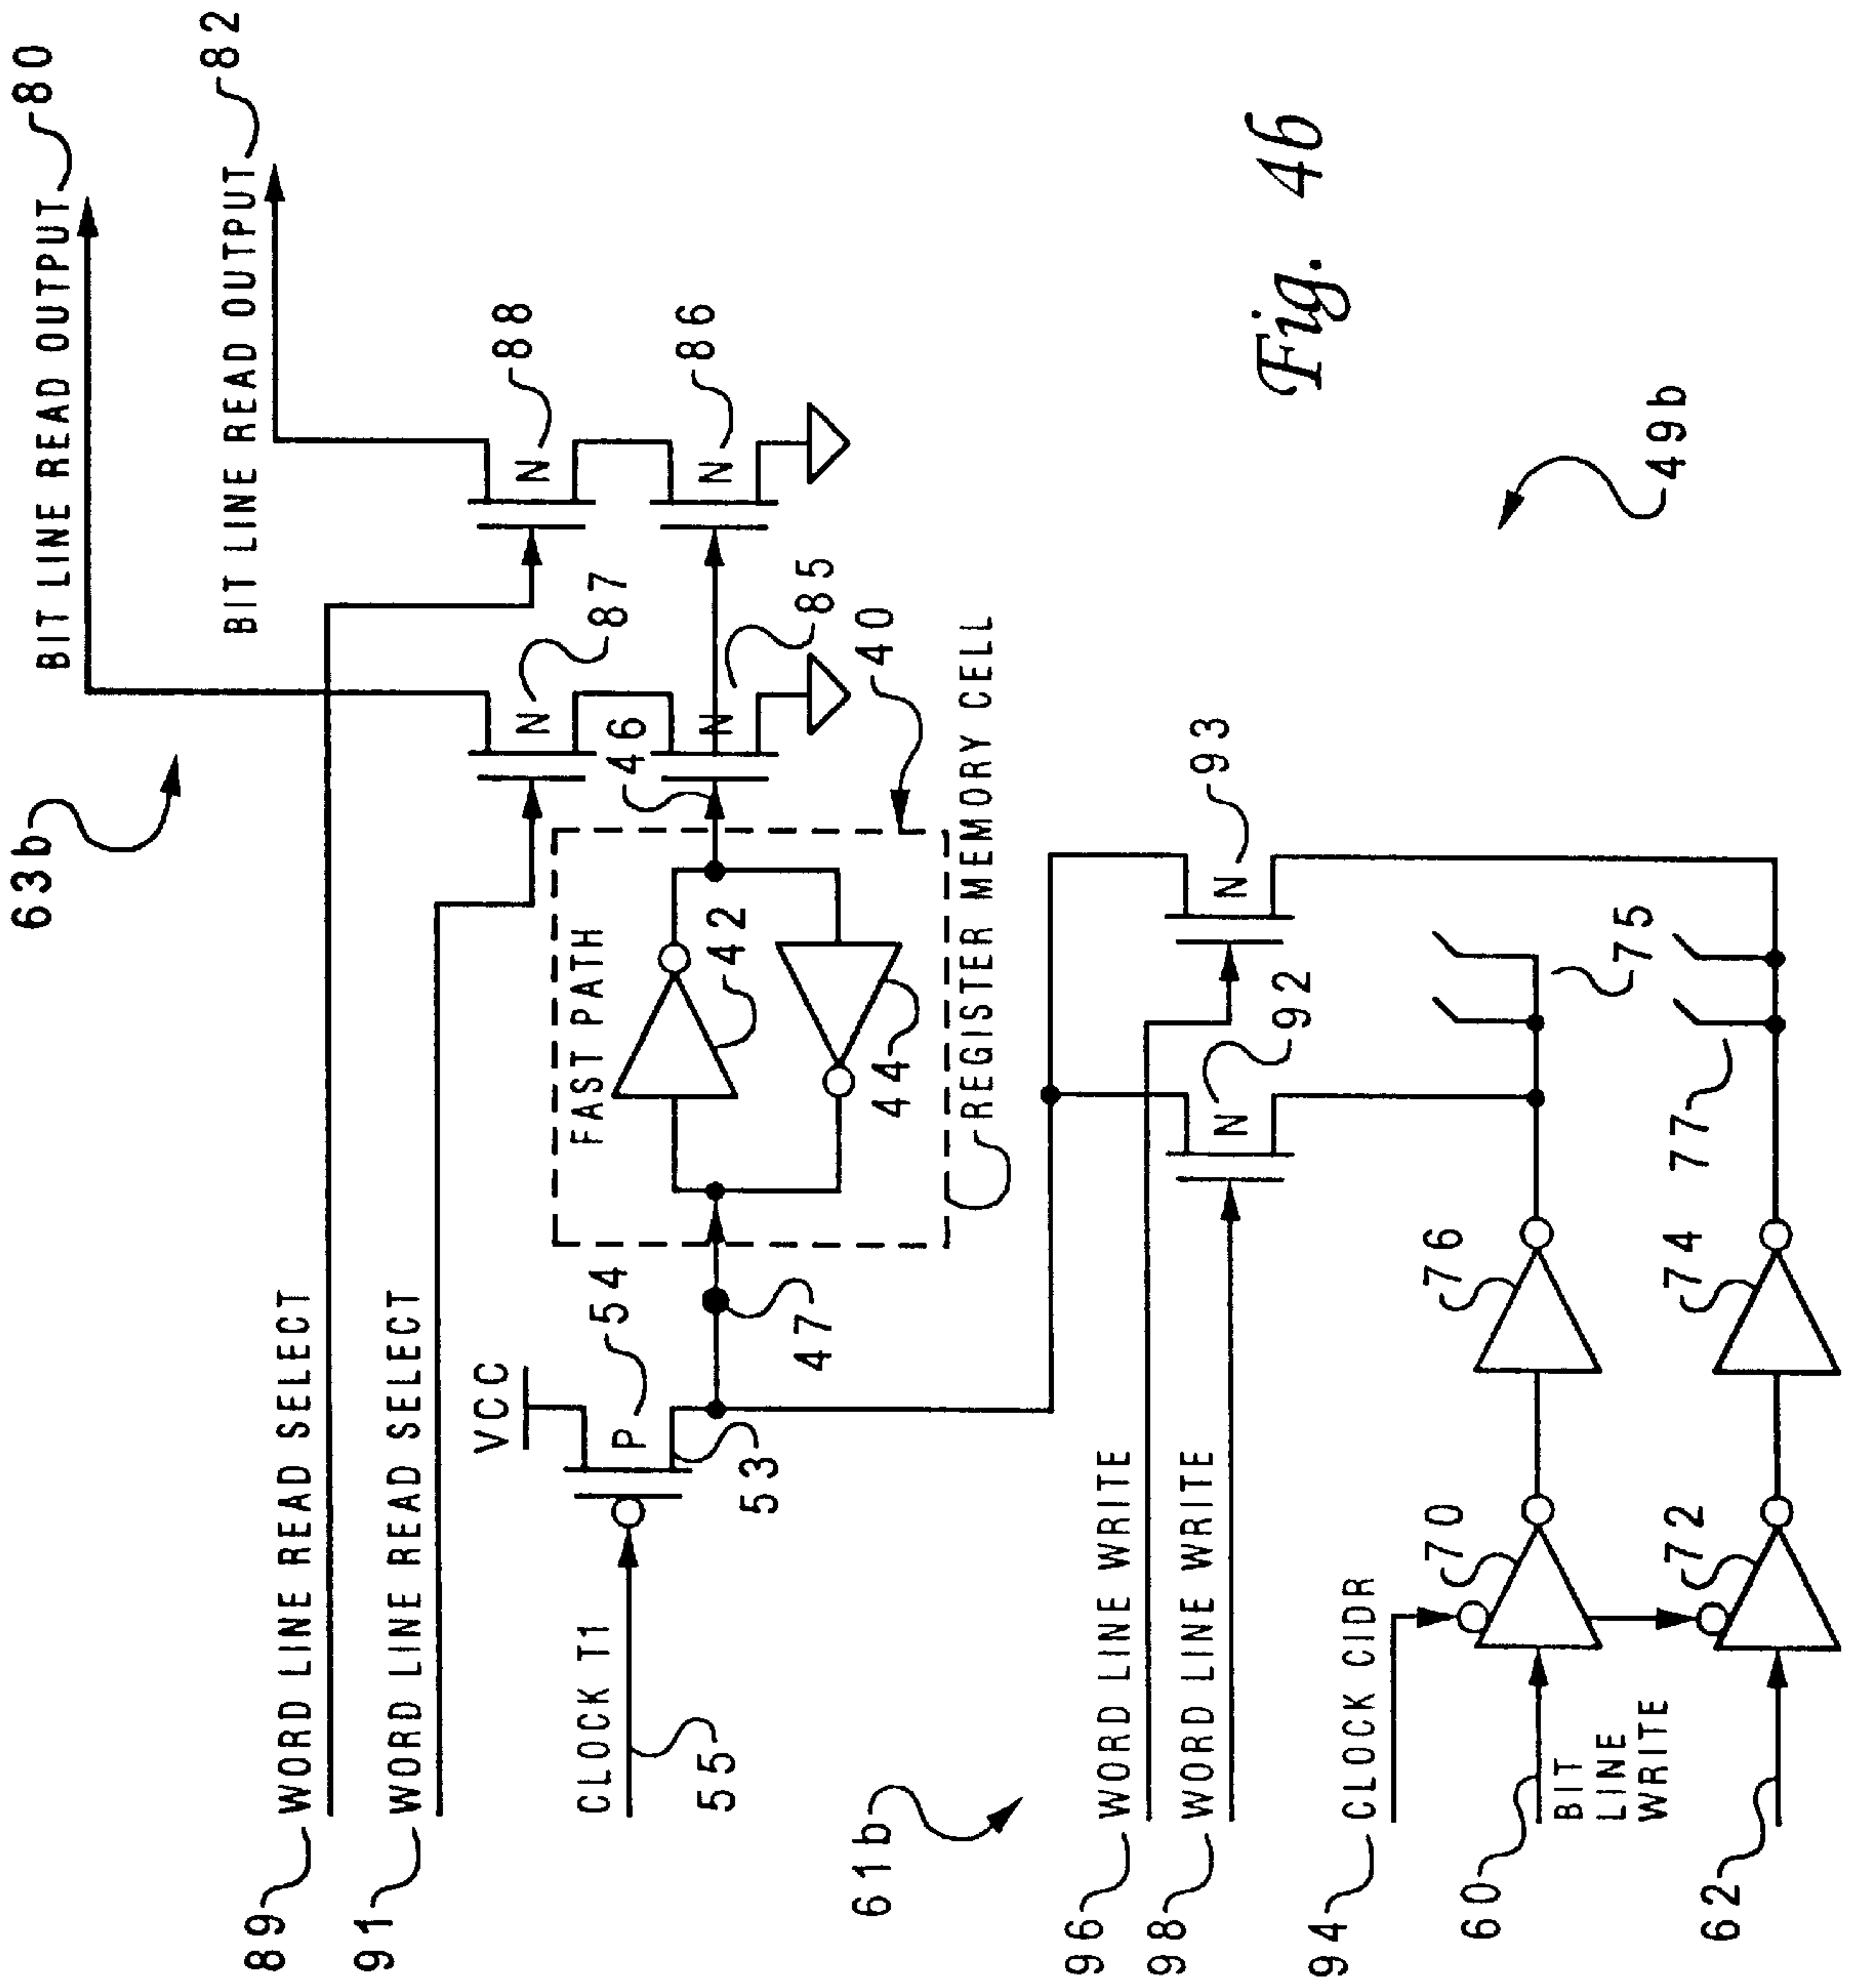 63b
BIT LINE READ OUTPUT
80
BIT LINE READ OUTPUT
82
89
WORD LINE READ SELECT
91
WORD LINE READ SELECT
VCC
P
54
53
CLOCK T1
55
47
FAST PATH
42
44
46
40
REGISTER MEMORY CELL
N
87
N
85
N
88
N
86
61b
96
WORD LINE WRITE
98
WORD LINE WRITE
N
92
N
93
94
CLOCK CIDR
70
76
75
60
BIT
LINE
WRITE
72
74
77
62
49b
Fig. 4b